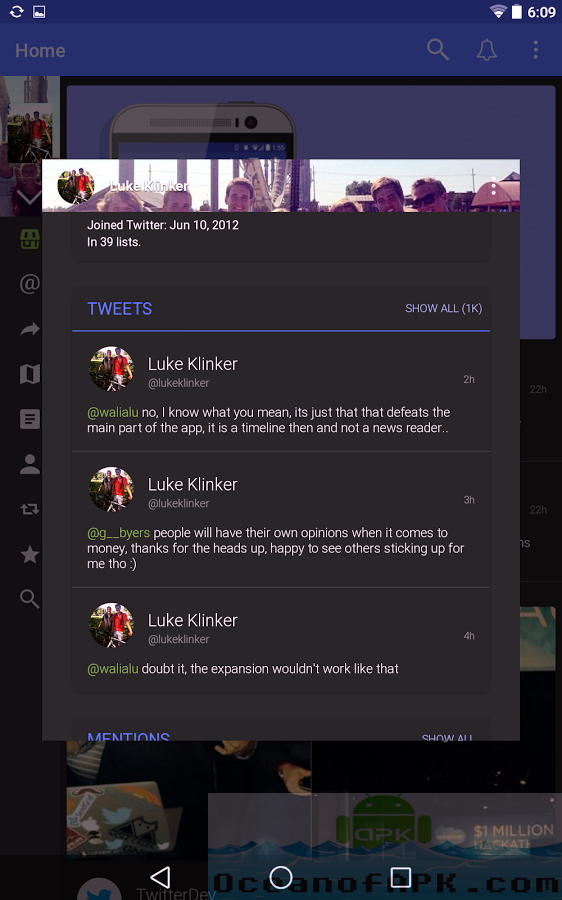 6:09
Home
1:55
Luke Klinker
Joined Twitter: Jun 10, 2012
In 39 lists.
TWEETS
SHOW ALL (1K)
Luke Klinker
@lukeklinker
2h
@walialu no, I know what you mean, its just that that defeats the
main part of the app, it is a timeline then and not a news reader..
22h
Luke Klinker
@lukeklinker
3h
22h
@g__byers people will have their own opinions when it comes to
money, thanks for the heads up, happy to see others sticking up for
me tho :)
ns
Luke Klinker
@lukeklinker
4h
@walialu doubt it, the expansion wouldn't work like that
MENTIONS
SHOW ALL
apk
$1 MILLION
HACKATH
TwitterDev
OceanofAPK.com